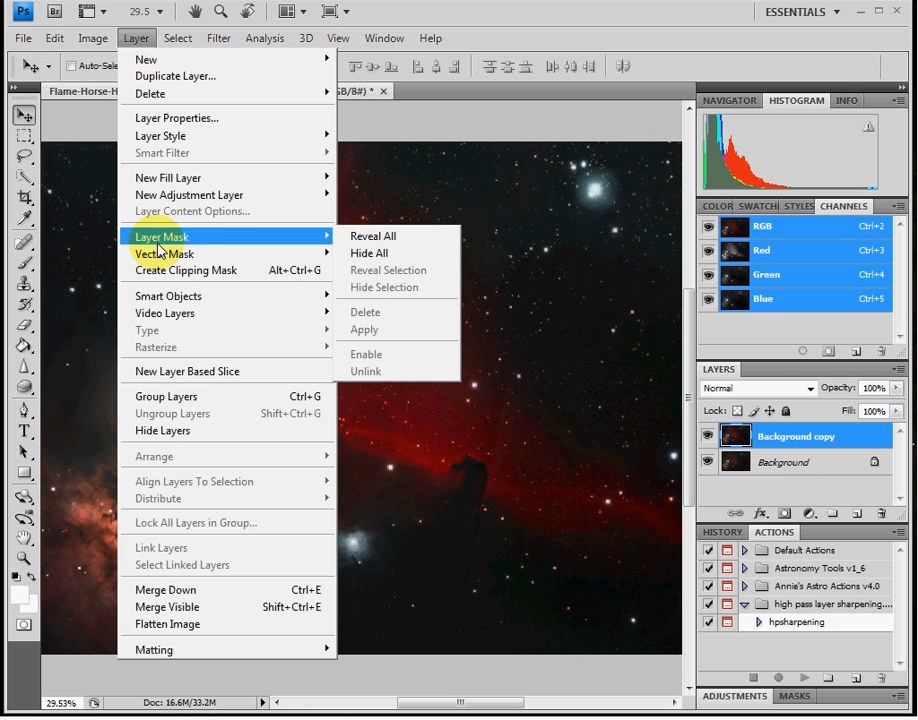 Ps Br 29.5 ESSENTIALS
File Edit Image Layer Select Filter Analysis 3D View Window Help
Auto-Sele
Flame-Horse-H
GB/8#) *
New
Duplicate Layer...
Delete
Layer Properties...
Layer Style
Smart Filter
New Fill Layer
New Adjustment Layer
Layer Content Options...
Layer Mask
Vector Mask
Create Clipping Mask Alt+Ctrl+G
Smart Objects
Video Layers
Type
Rasterize
New Layer Based Slice
Group Layers Ctrl+G
Ungroup Layers Shift+Ctrl+G
Hide Layers
Arrange
Align Layers To Selection
Distribute
Lock All Layers in Group...
Link Layers
Select Linked Layers
Merge Down Ctrl+E
Merge Visible Shift+Ctrl+E
Flatten Image
Matting
Reveal All
Hide All
Reveal Selection
Hide Selection
Delete
Apply
Enable
Unlink
NAVIGATOR HISTOGRAM INFO
COLOR SWATCH STYLES CHANNELS
RGB Ctrl+2
Red Ctrl+3
Green Ctrl+4
Blue Ctrl+5
LAYERS
Normal Opacity: 100%
Lock: Fill: 100%
Background copy
Background
fx
HISTORY ACTIONS
Default Actions
Astronomy Tools v1_6
Annie's Astro Actions v4.0
high pass layer sharpening....
hpsharpening
ADJUSTMENTS MASKS
29.53% Doc: 16.6M/33.2M